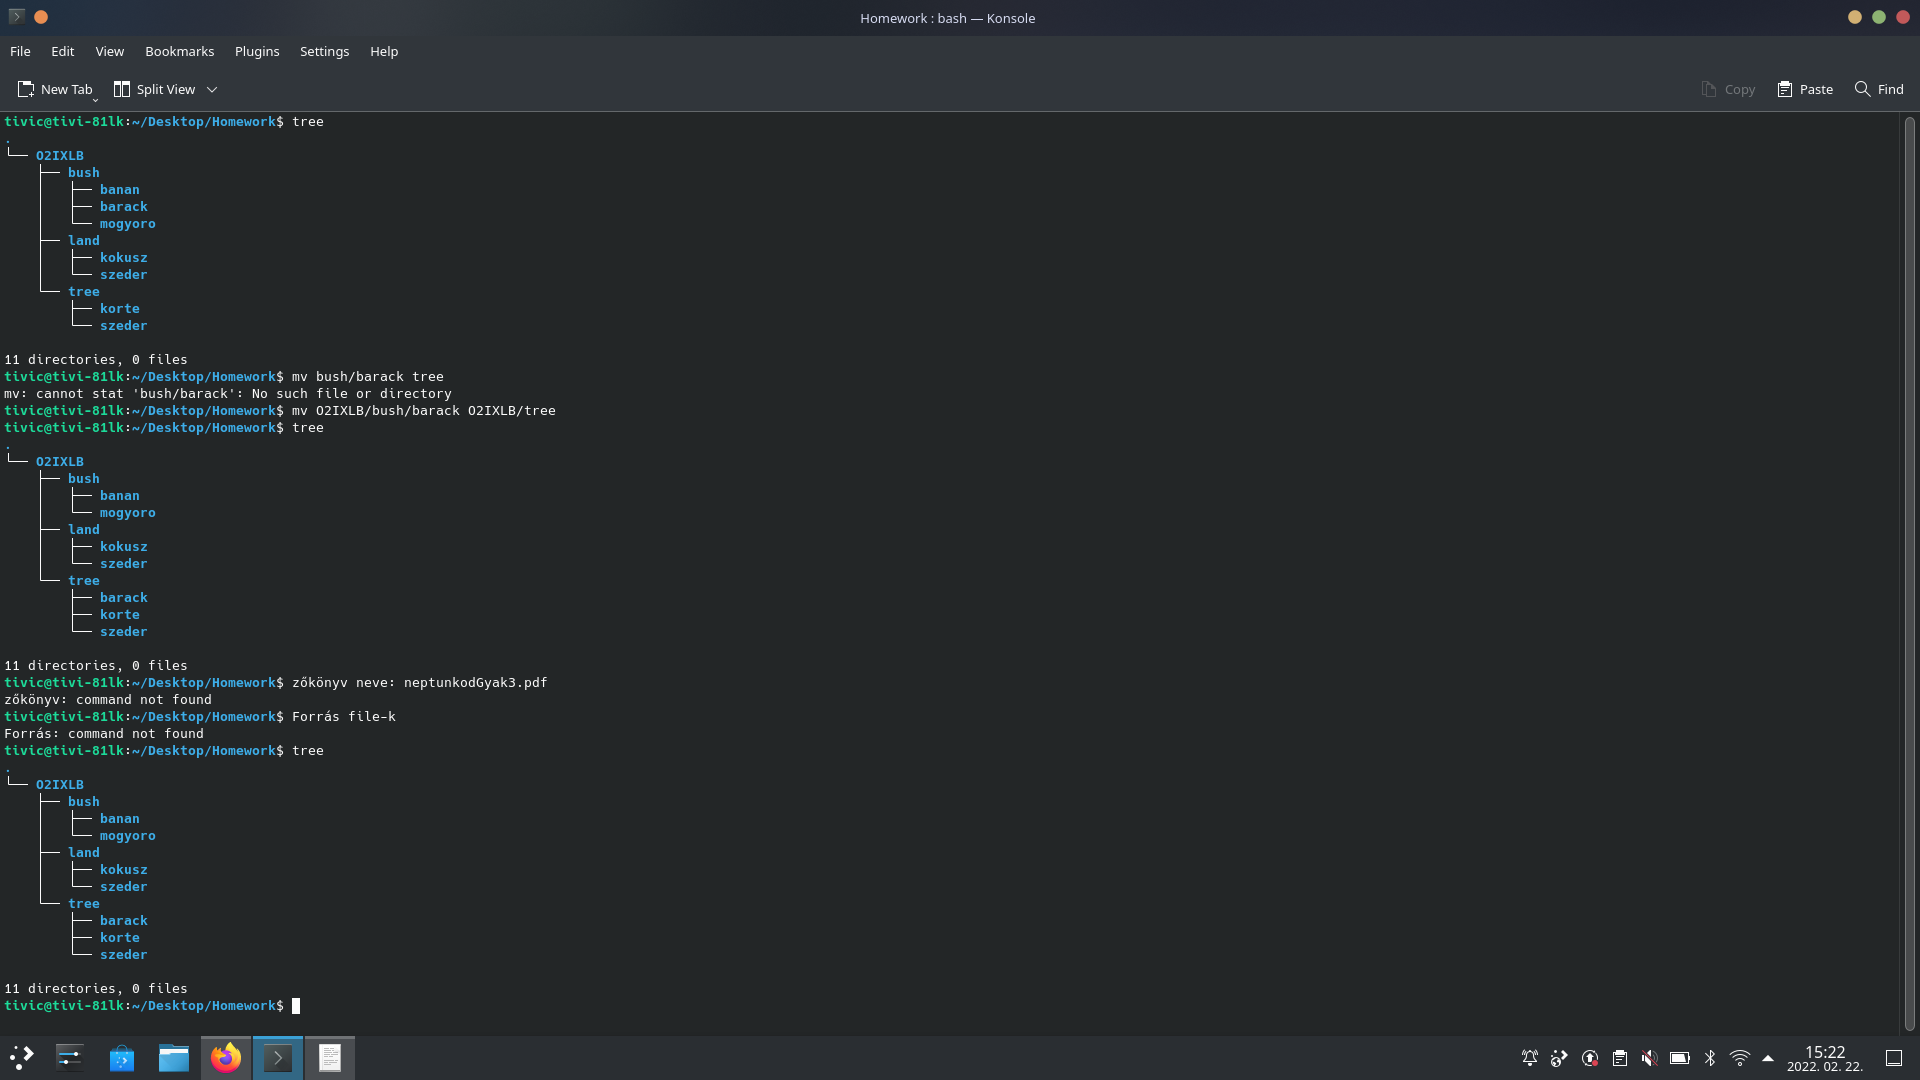 Homework : bash — Konsole
File Edit View Bookmarks Plugins Settings Help
New Tab Split View Copy Paste Find
tivic@tivi-81lk:~/Desktop/Homework$ tree
.
└── O2IXLB
    ├── bush
    │   ├── banan
    │   ├── barack
    │   └── mogyoro
    ├── land
    │   ├── kokusz
    │   └── szeder
    └── tree
        ├── korte
        └── szeder
11 directories, 0 files
tivic@tivi-81lk:~/Desktop/Homework$ mv bush/barack tree
mv: cannot stat 'bush/barack': No such file or directory
tivic@tivi-81lk:~/Desktop/Homework$ mv O2IXLB/bush/barack O2IXLB/tree
tivic@tivi-81lk:~/Desktop/Homework$ tree
.
└── O2IXLB
    ├── bush
    │   ├── banan
    │   └── mogyoro
    ├── land
    │   ├── kokusz
    │   └── szeder
    └── tree
        ├── barack
        ├── korte
        └── szeder
11 directories, 0 files
tivic@tivi-81lk:~/Desktop/Homework$ zőkönyv neve: neptunkodGyak3.pdf
zőkönyv: command not found
tivic@tivi-81lk:~/Desktop/Homework$ Forrás file-k
Forrás: command not found
tivic@tivi-81lk:~/Desktop/Homework$ tree
.
└── O2IXLB
    ├── bush
    │   ├── banan
    │   └── mogyoro
    ├── land
    │   ├── kokusz
    │   └── szeder
    └── tree
        ├── barack
        ├── korte
        └── szeder
11 directories, 0 files
tivic@tivi-81lk:~/Desktop/Homework$
15:22
2022. 02. 22.